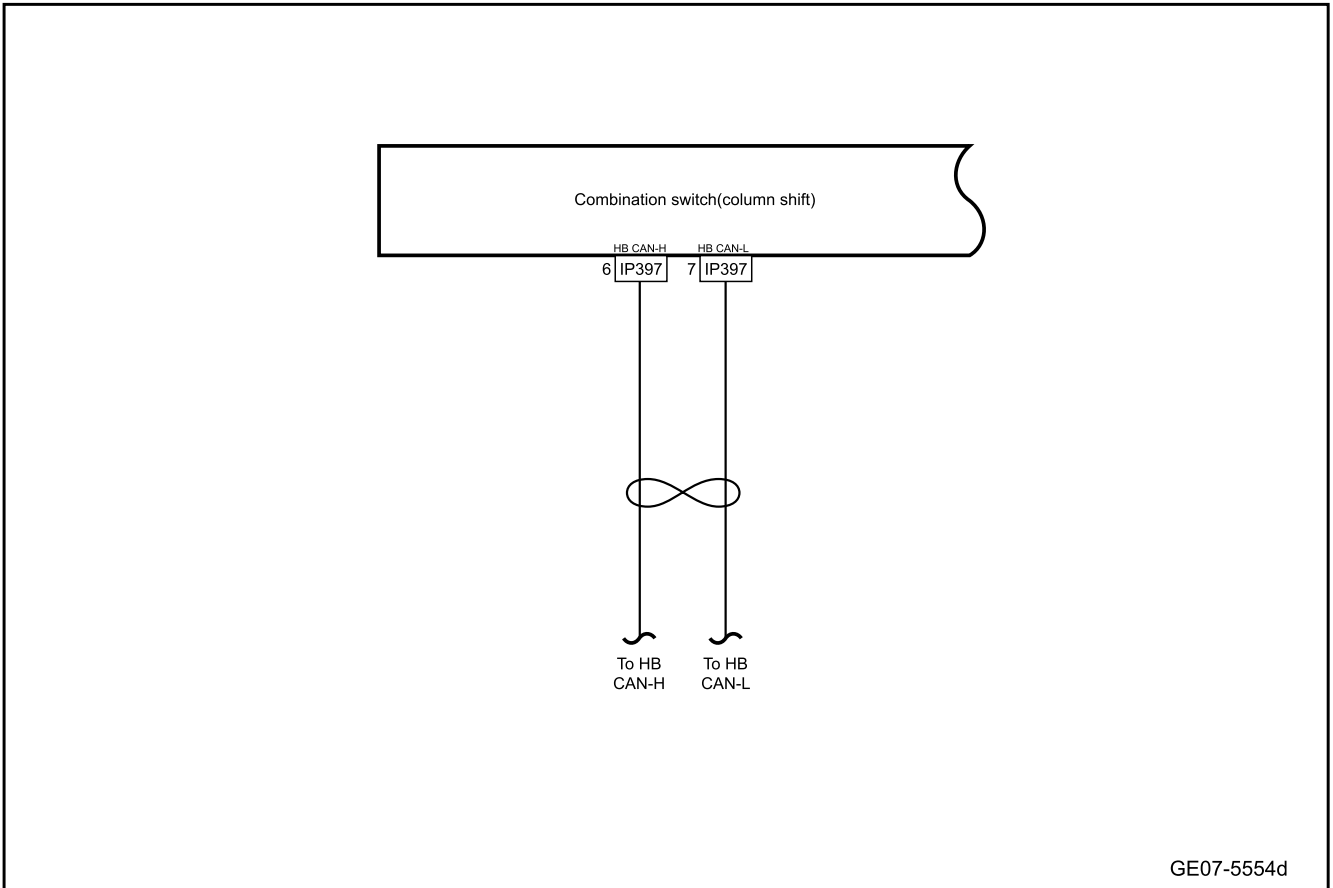 Combination switch(column shift)
HB CAN-H HB CAN-L
6 IP397 7 IP397
To HB To HB
CAN-H CAN-L
GE07-5554d